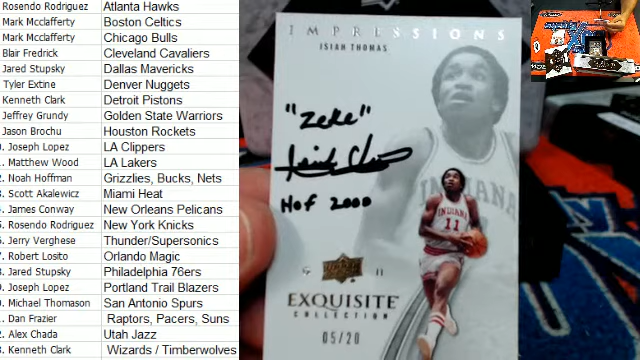 Rosendo Rodriguez Atlanta Hawks
Mark Mcclafferty Boston Celtics
Mark Mcclafferty Chicago Bulls
Blair Fredrick Cleveland Cavaliers
Jared Stupsky Dallas Mavericks
Tyler Extine Denver Nuggets
Kenneth Clark Detroit Pistons
Jeffrey Grundy Golden State Warriors
Jason Brochu Houston Rockets
Joseph Lopez LA Clippers
Matthew Wood LA Lakers
Noah Hoffman Grizzlies, Bucks, Nets
Scott Akalewicz Miami Heat
James Conway New Orleans Pelicans
Rosendo Rodriguez New York Knicks
Jerry Verghese Thunder/Supersonics
Robert Losito Orlando Magic
Jared Stupsky Philadelphia 76ers
Joseph Lopez Portland Trail Blazers
Michael Thomason San Antonio Spurs
Dan Frazier Raptors, Pacers, Suns
Alex Chada Utah Jazz
Kenneth Clark Wizards / Timberwolves
IMPRESSIONS
ISIAH THOMAS
"Zeke"
HOF 2000
INDIANA
INDIANA
11
G
UPPER DECK
EXQUISITE
COLLECTION
05/20